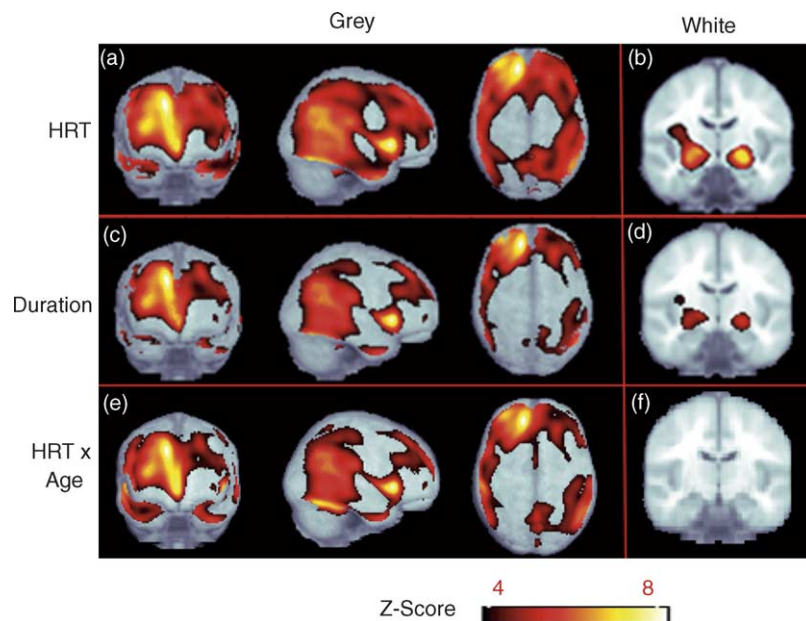 Grey
White
(a)
(b)
HRT
(c)
(d)
Duration
(e)
(f)
HRT x
Age
4
8
Z-Score